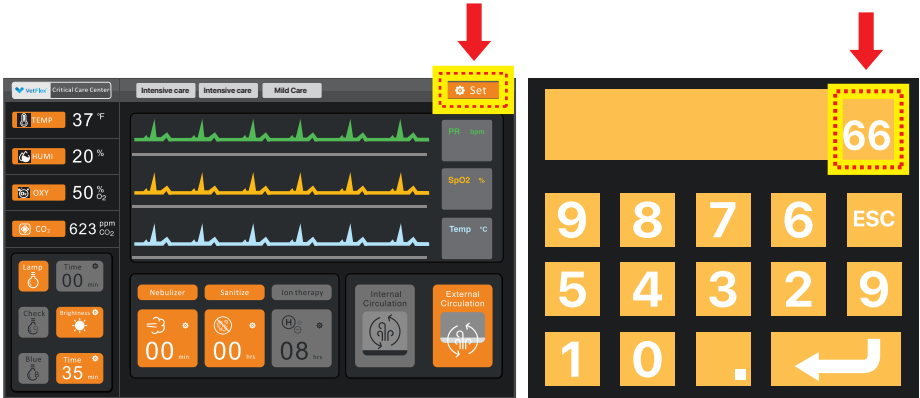 VetFlex Critical Care Center
Intensive care Intensive care Mild Care
Set
TEMP 37 °F
HUMI 20 %
OXY 50 % O2
CO2 623 ppm CO2
PR bpm
SpO2 %
Temp °C
Lamp Time 00 min
Check Brightness
Blue Time 35 min
Nebulizer Sanitize Ion therapy
00 min 00 hrs H 08 hrs
Internal Circulation
External Circulation
66
9 8 7 6 ESC
5 4 3 2 9
1 0 .